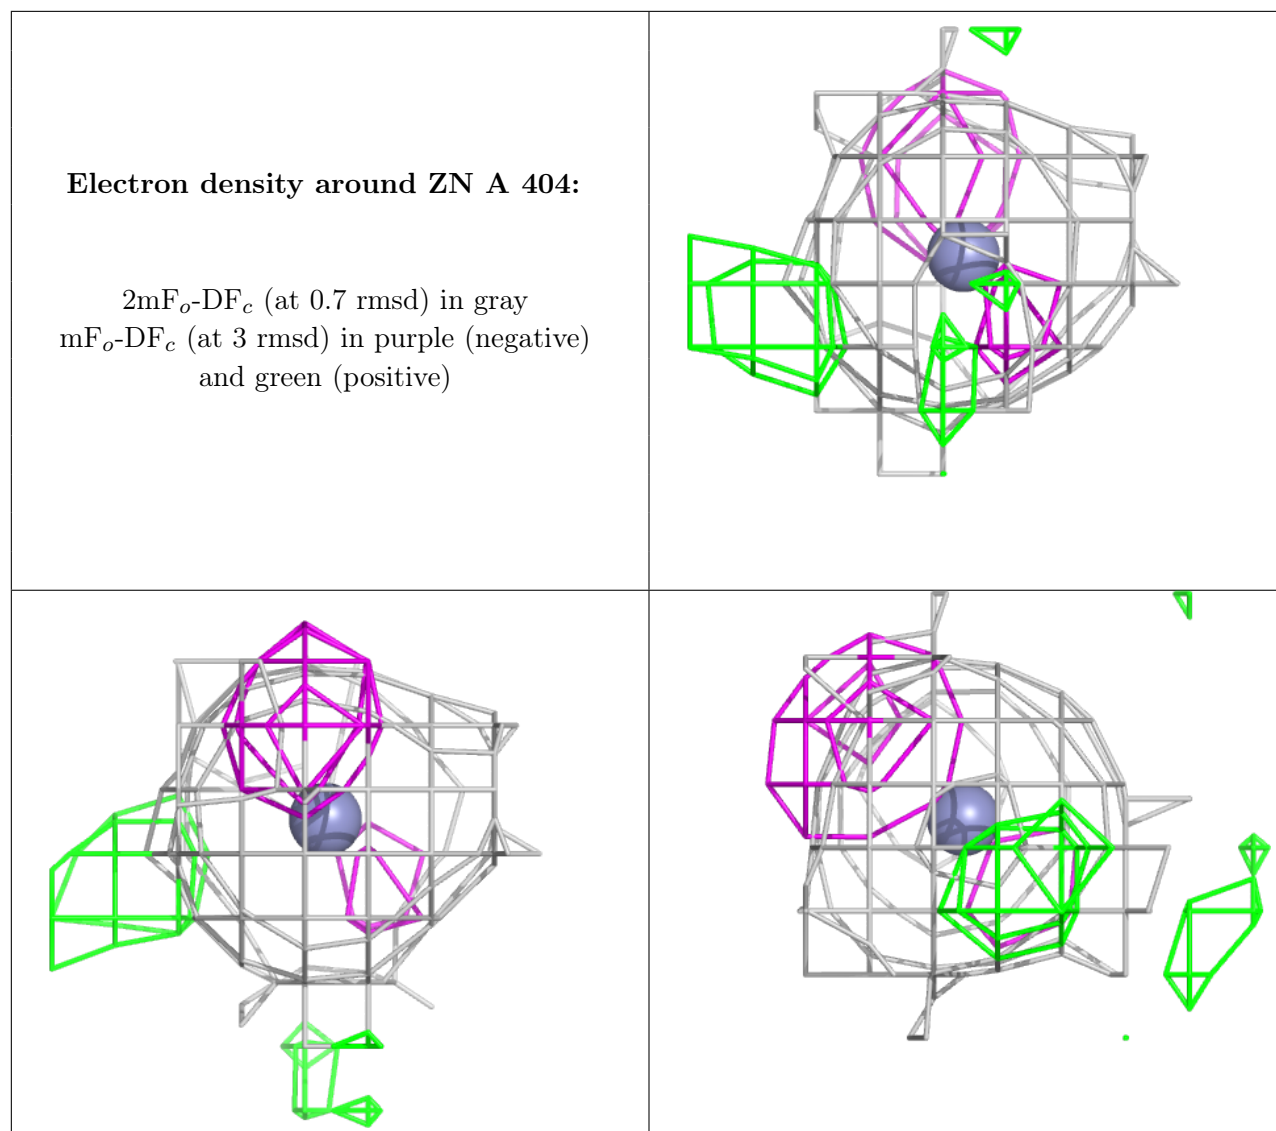 Electron density around ZN A 404:
2mFo-DFc (at 0.7 rmsd) in gray
mFo-DFc (at 3 rmsd) in purple (negative)
and green (positive)